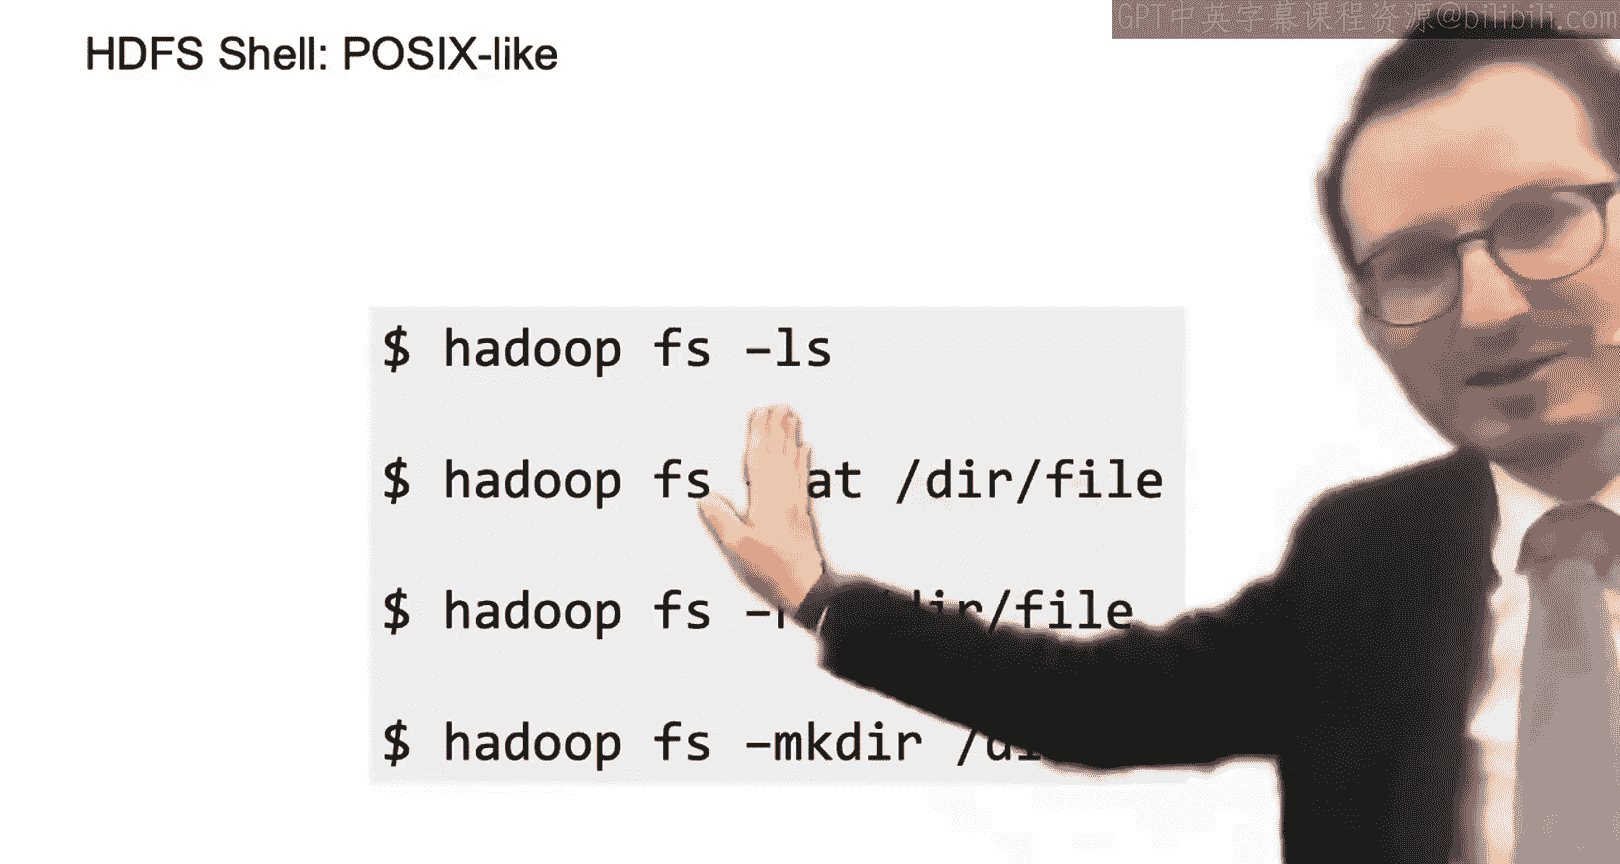 GPT中英字幕课程资源@bilibili.com
HDFS Shell: POSIX-like
$ hadoop fs –ls
$ hadoop fs /dir/file
$ hadoop fs
$ hadoop fs –mkdir